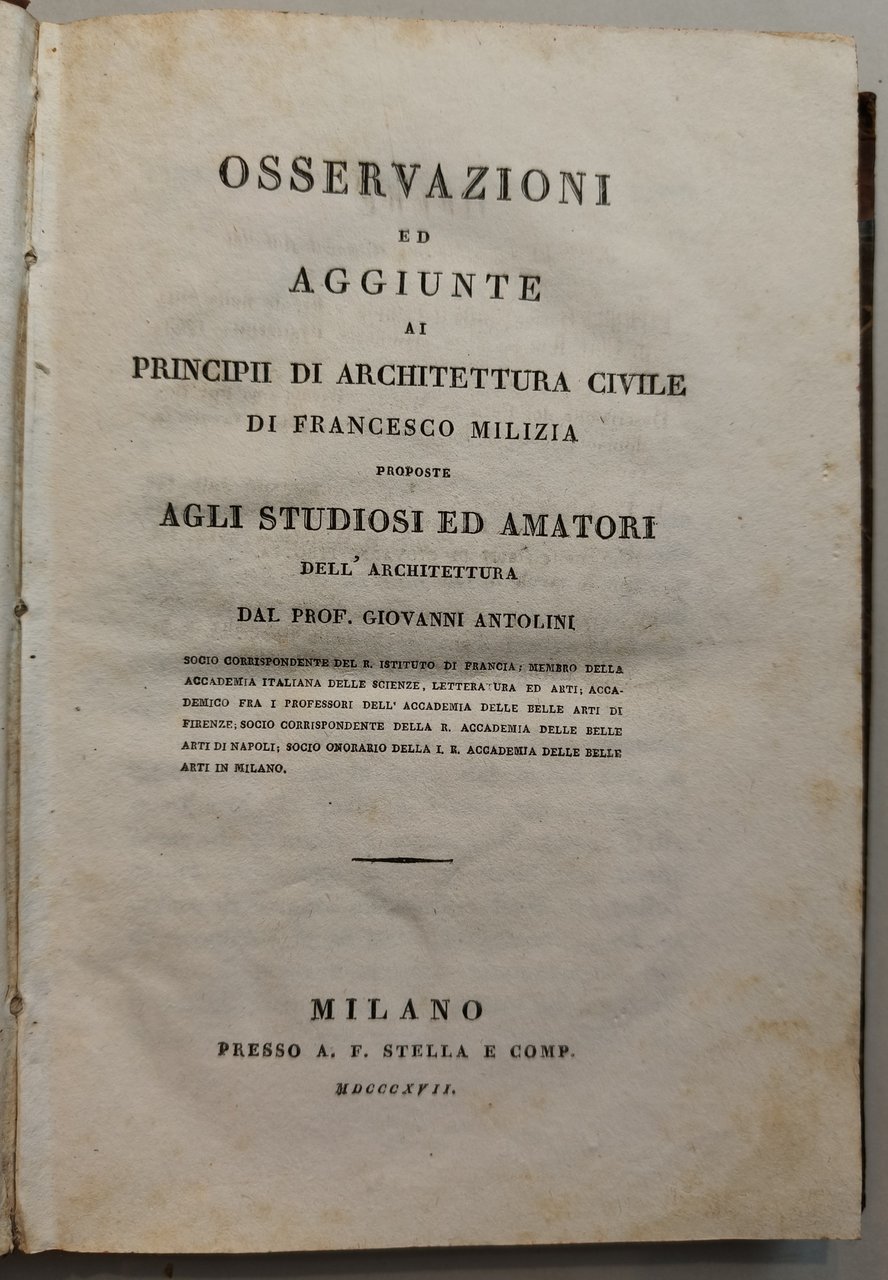 OSSERVAZIONI
ED
AGGIUNTE
AI
PRINCIPII DI ARCHITETTURA CIVILE
DI FRANCESCO MILIZIA
PROPOSTE
AGLI STUDIOSI ED AMATORI
DELL' ARCHITETTURA
DAL PROF. GIOVANNI ANTOLINI
SOCIO CORRISPONDENTE DEL R. ISTITUTO DI FRANCIA; MEMBRO DELLA
ACCADEMIA ITALIANA DELLE SCIENZE, LETTERATURA ED ARTI; ACCA-
DEMICO FRA I PROFESSORI DELL' ACCADEMIA DELLE BELLE ARTI DI
FIRENZE; SOCIO CORRISPONDENTE DELLA R. ACCADEMIA DELLE BELLE
ARTI DI NAPOLI; SOCIO ONORARIO DELLA I. R. ACCADEMIA DELLE BELLE
ARTI IN MILANO.
MILANO
PRESSO A. F. STELLA E COMP.
MDCCCXVII.